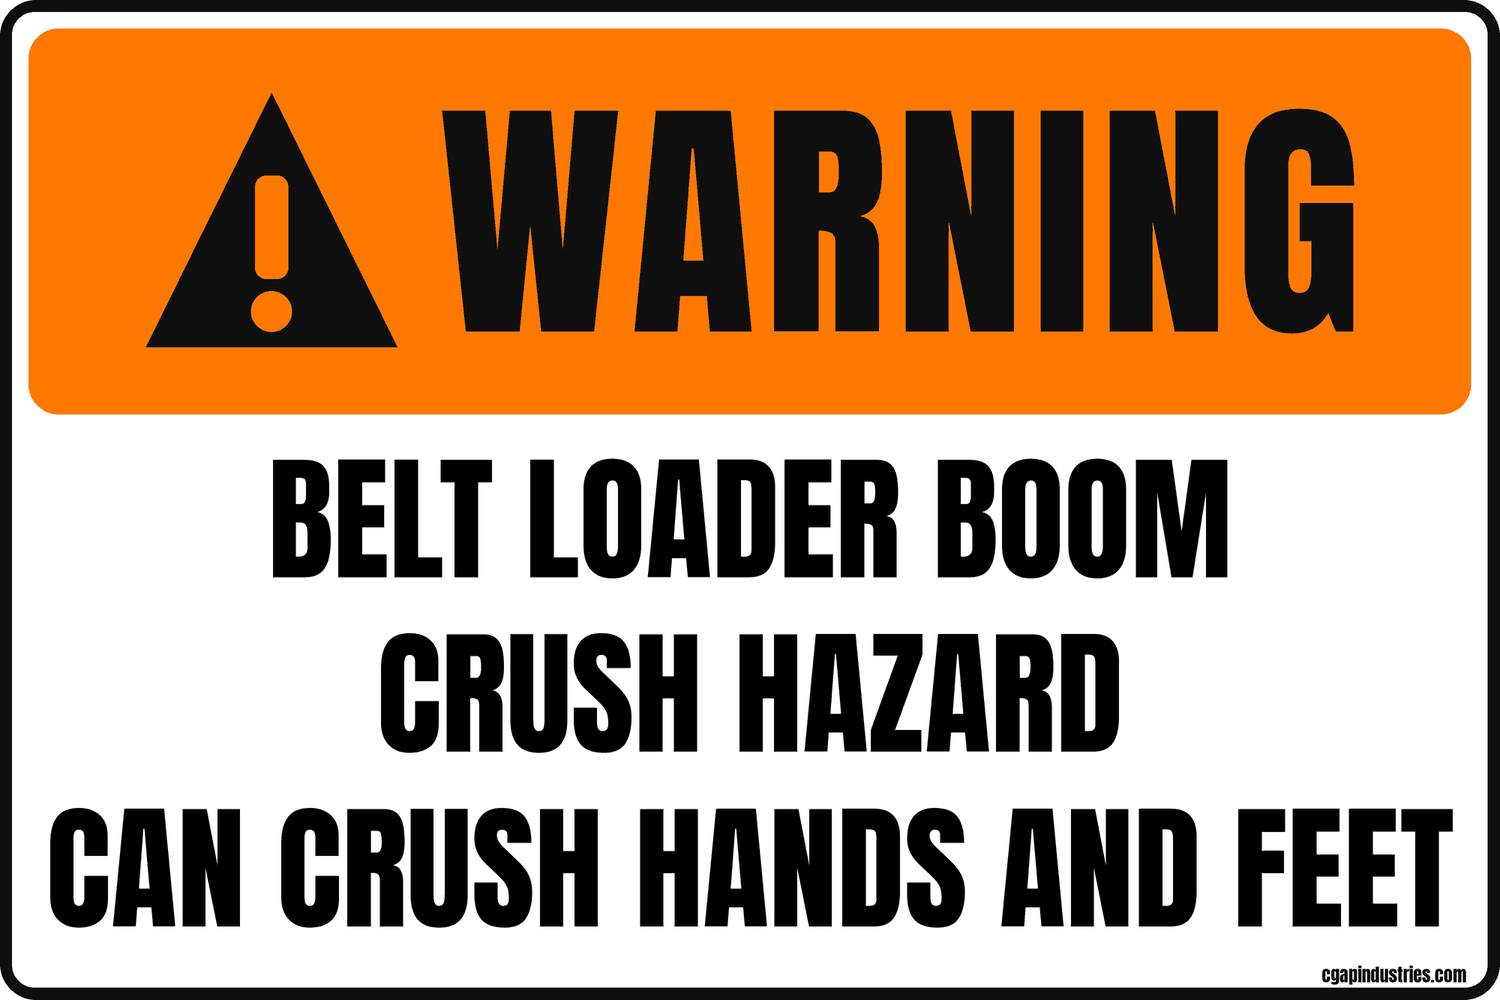 WARNING
BELT LOADER BOOM
CRUSH HAZARD
CAN CRUSH HANDS AND FEET
cgapindustries.com